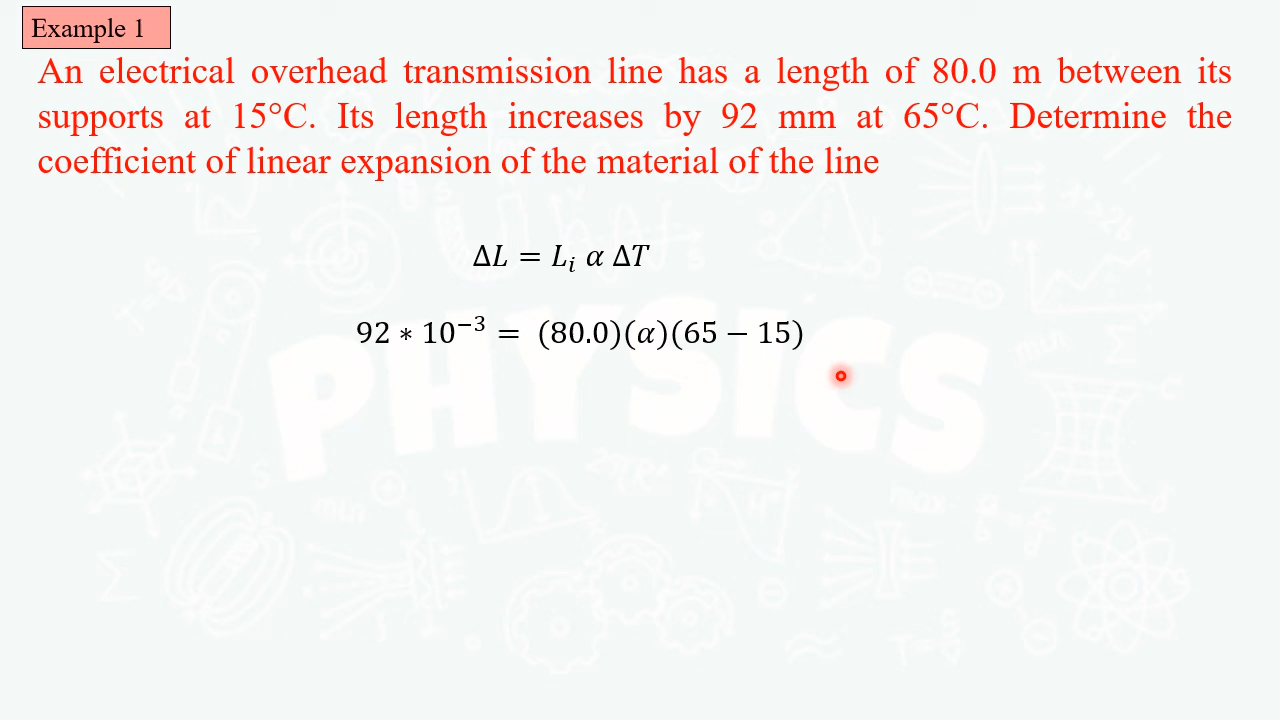 Example 1
An electrical overhead transmission line has a length of 80.0 m between its
supports at 15°C. Its length increases by 92 mm at 65°C. Determine the
coefficient of linear expansion of the material of the line
ΔL = Lᵢ α ΔT
92 ∗ 10⁻³ = (80.0)(α)(65 − 15)
PHYSICS